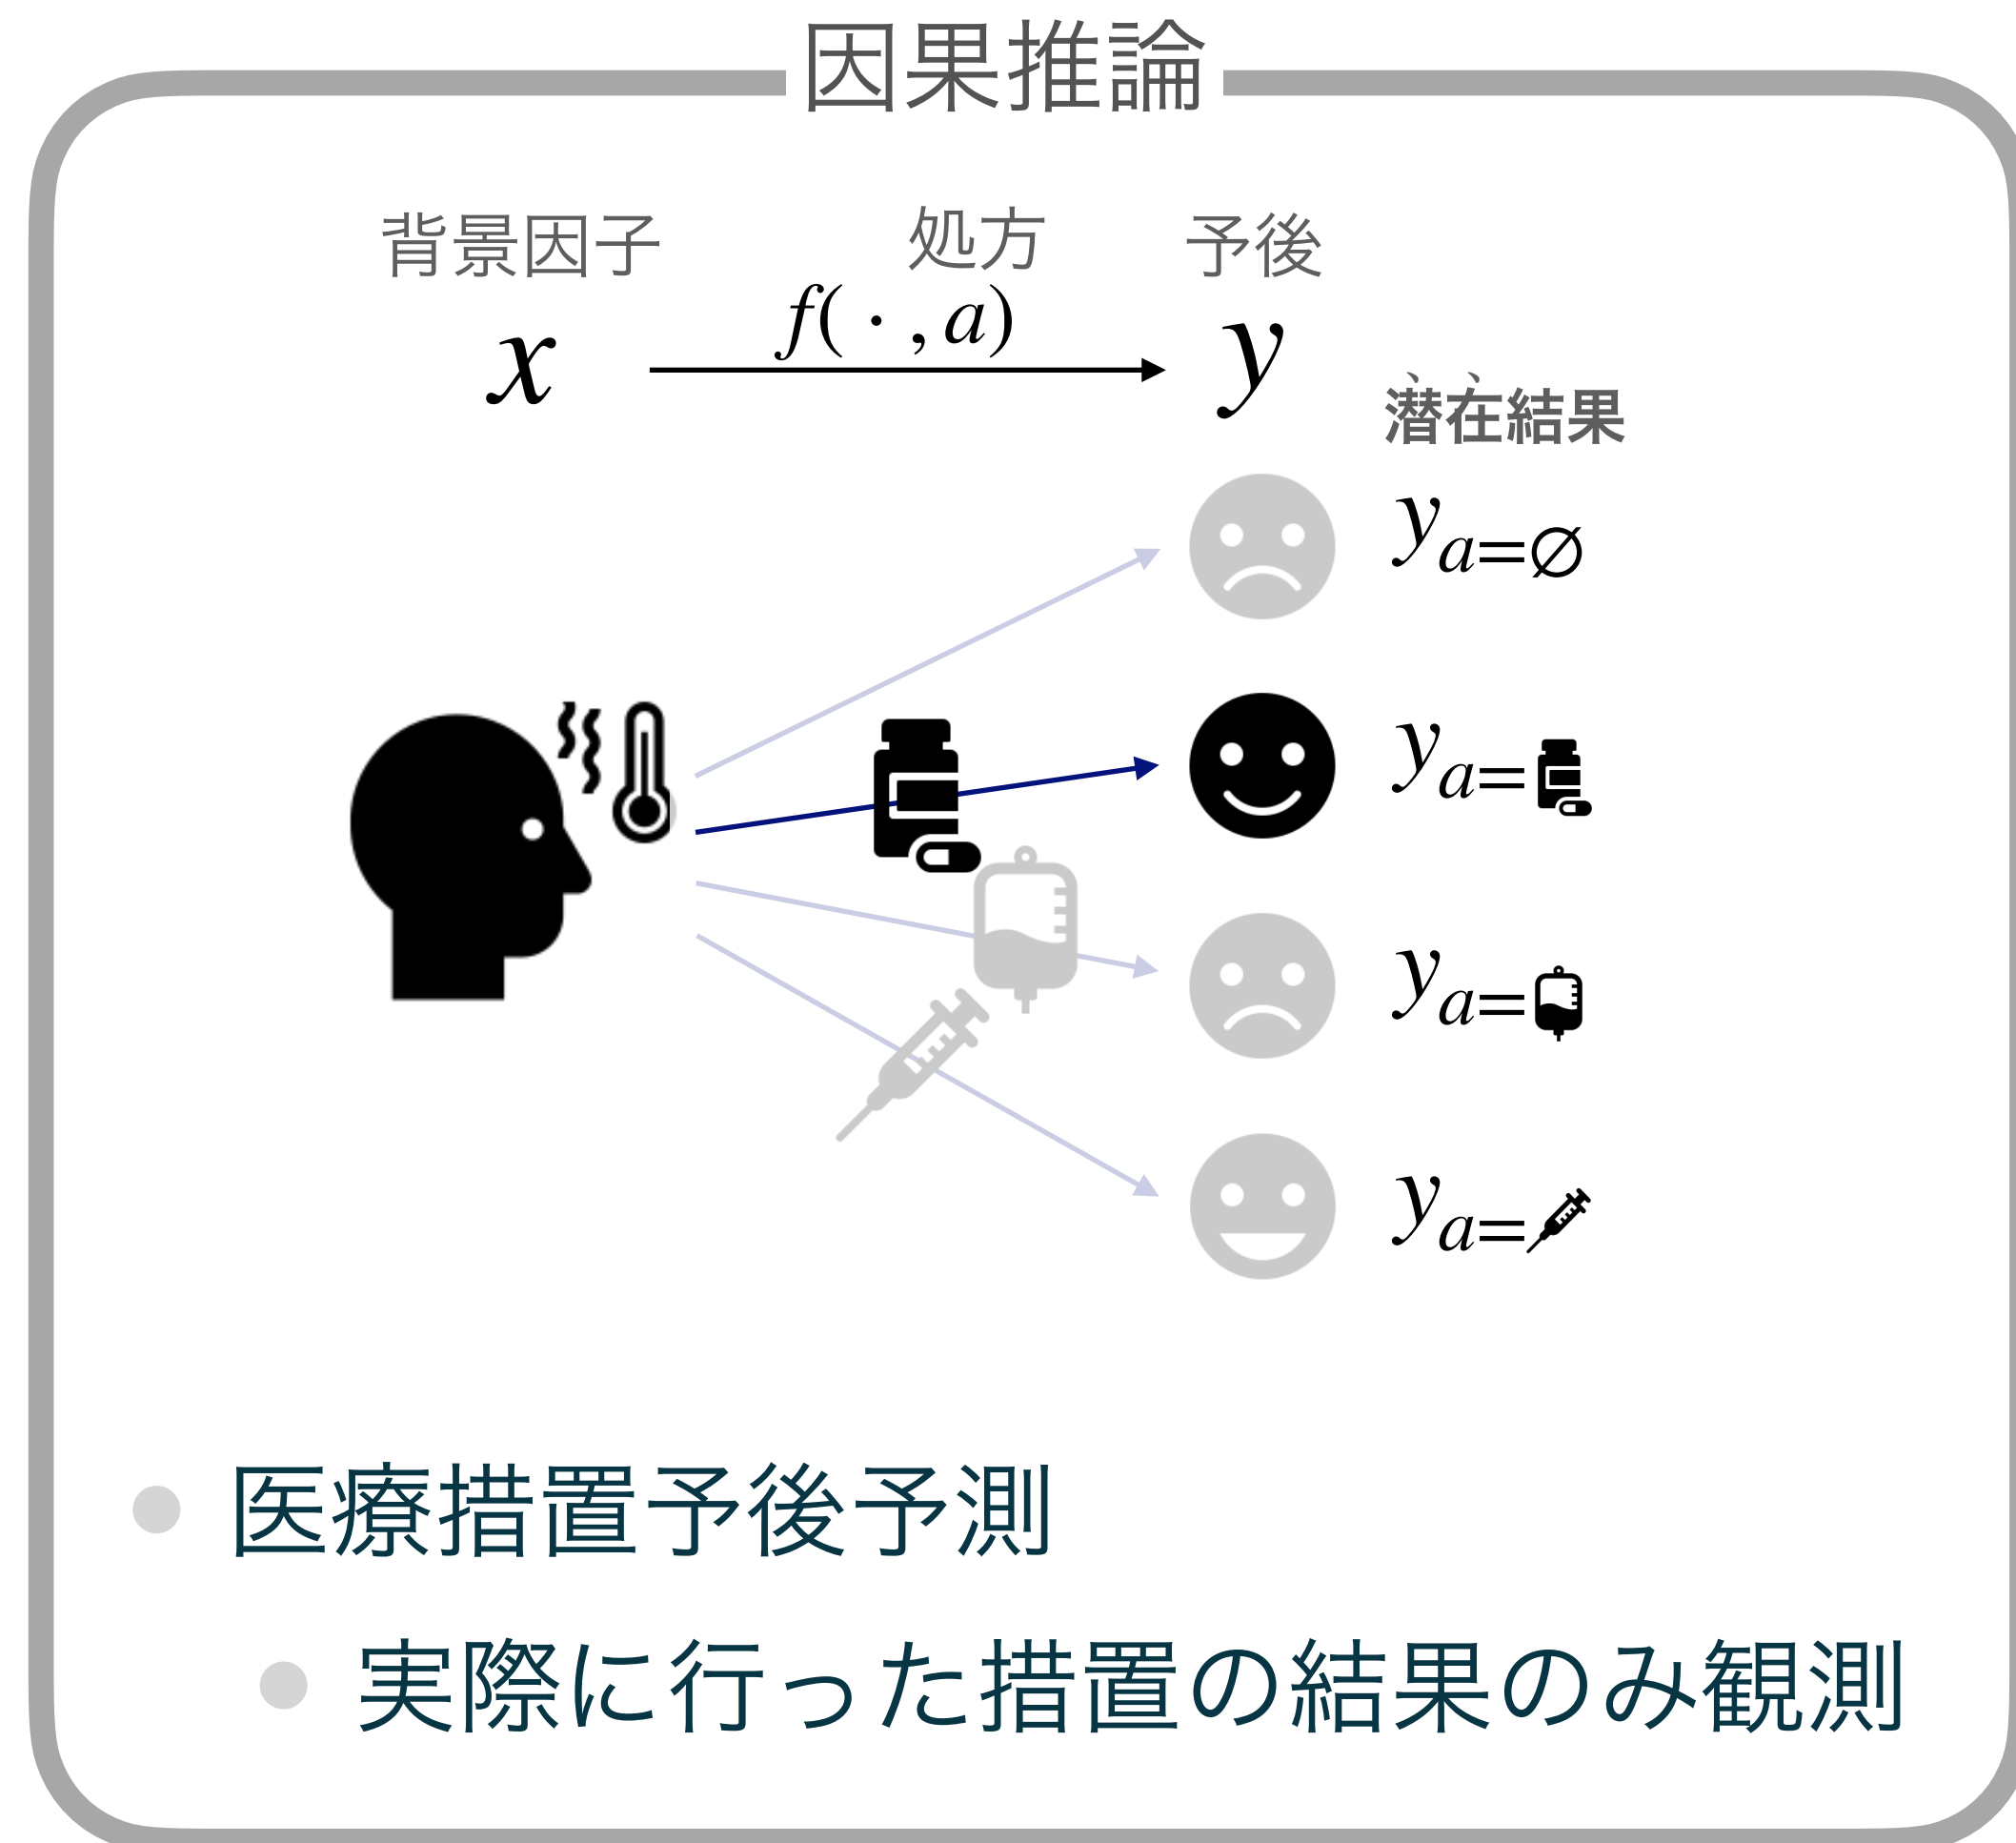 因果推論
背景因子 処方 予後
x f( · , a) y
潜在結果
y a=∅
y a=
y a=
y a=
医療措置予後予測
実際に行った措置の結果のみ観測